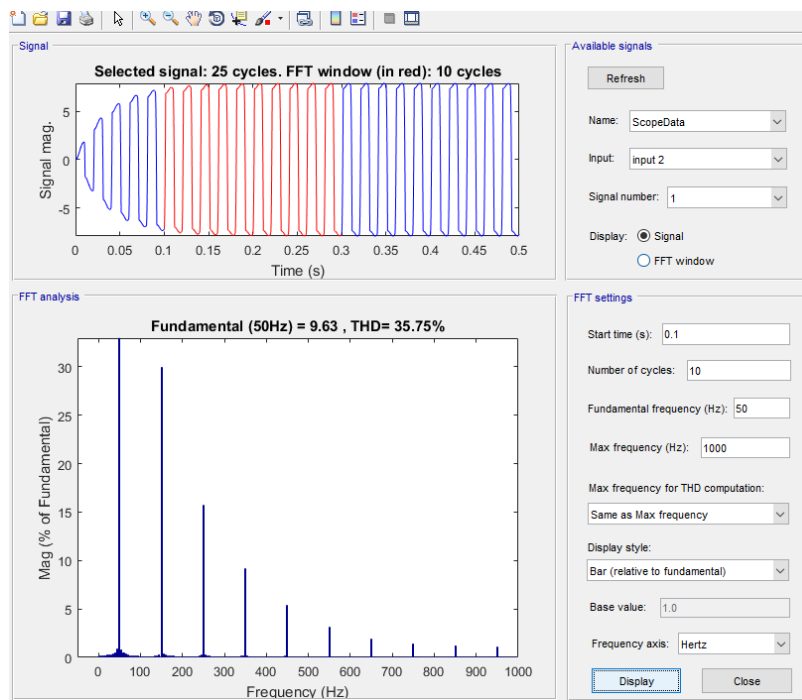 Signal
Selected signal: 25 cycles. FFT window (in red): 10 cycles
Signal mag.
5
0
-5
0 0.05 0.1 0.15 0.2 0.25 0.3 0.35 0.4 0.45 0.5
Time (s)
Available signals
Refresh
Name: ScopeData
Input: input 2
Signal number: 1
Display: Signal
FFT window
FFT analysis
Fundamental (50Hz) = 9.63 , THD= 35.75%
Mag (% of Fundamental)
30
25
20
15
10
5
0
0 100 200 300 400 500 600 700 800 900 1000
Frequency (Hz)
FFT settings
Start time (s): 0.1
Number of cycles: 10
Fundamental frequency (Hz): 50
Max frequency (Hz): 1000
Max frequency for THD computation:
Same as Max frequency
Display style:
Bar (relative to fundamental)
Base value: 1.0
Frequency axis: Hertz
Display Close